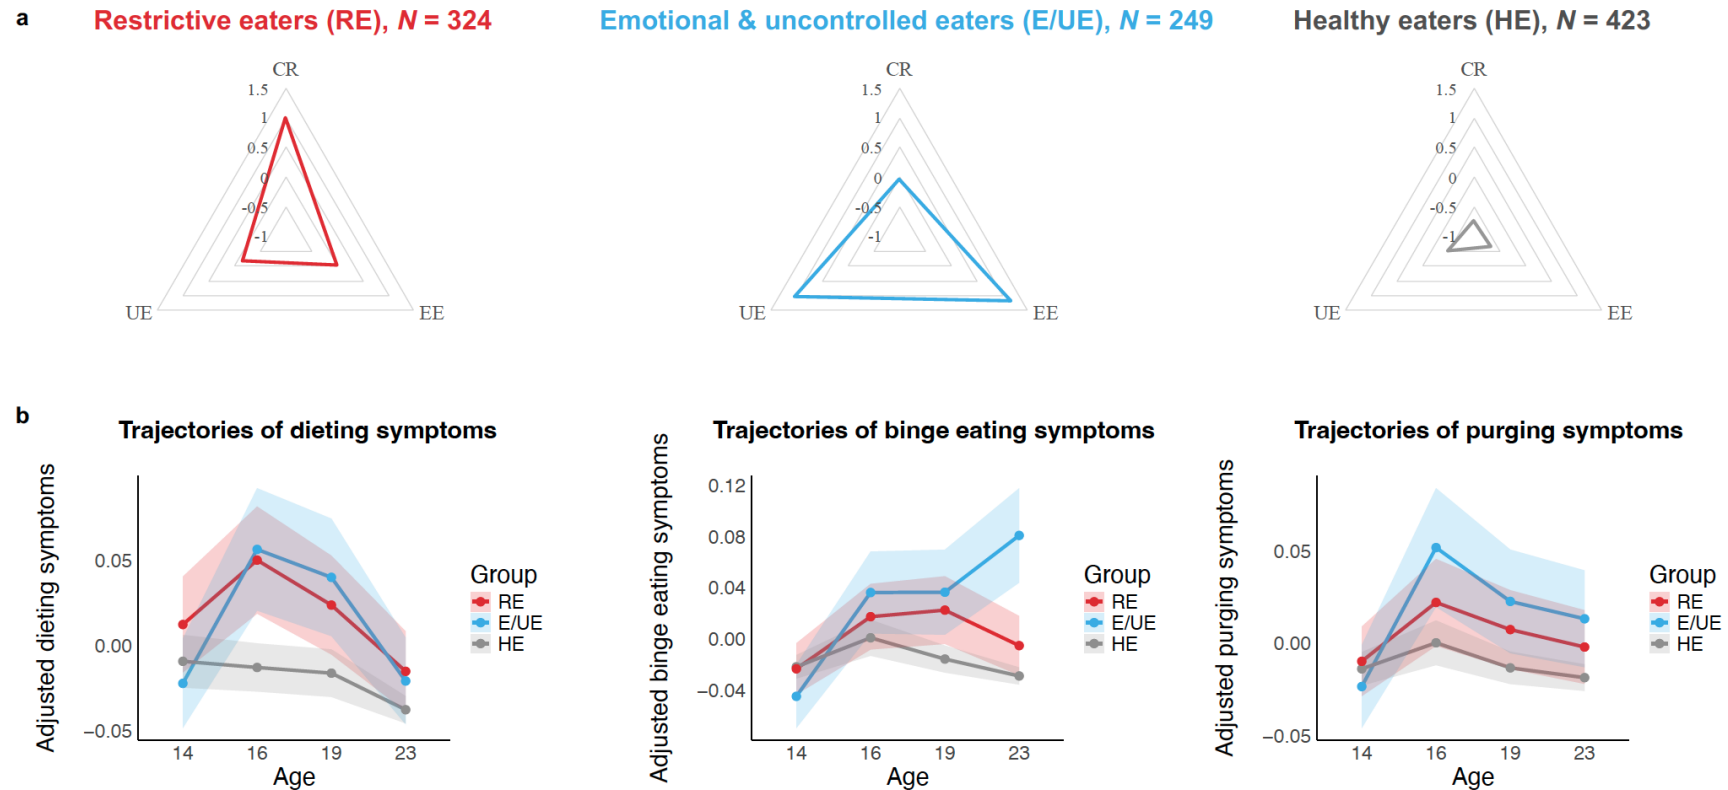 a
Restrictive eaters (RE), N = 324
Emotional & uncontrolled eaters (E/UE), N = 249
Healthy eaters (HE), N = 423
CR
1.5
1
0.5
0
-0.5
-1
UE
EE
CR
1.5
1
0.5
0
-0.5
-1
UE
EE
CR
1.5
1
0.5
0
-0.5
-1
UE
EE
b
Trajectories of dieting symptoms
Adjusted dieting symptoms
0.05
0.00
−0.05
14 16 19 23
Age
Group
RE
E/UE
HE
Trajectories of binge eating symptoms
Adjusted binge eating symptoms
0.12
0.08
0.04
0.00
−0.04
14 16 19 23
Age
Group
RE
E/UE
HE
Trajectories of purging symptoms
Adjusted purging symptoms
0.05
0.00
−0.05
14 16 19 23
Age
Group
RE
E/UE
HE